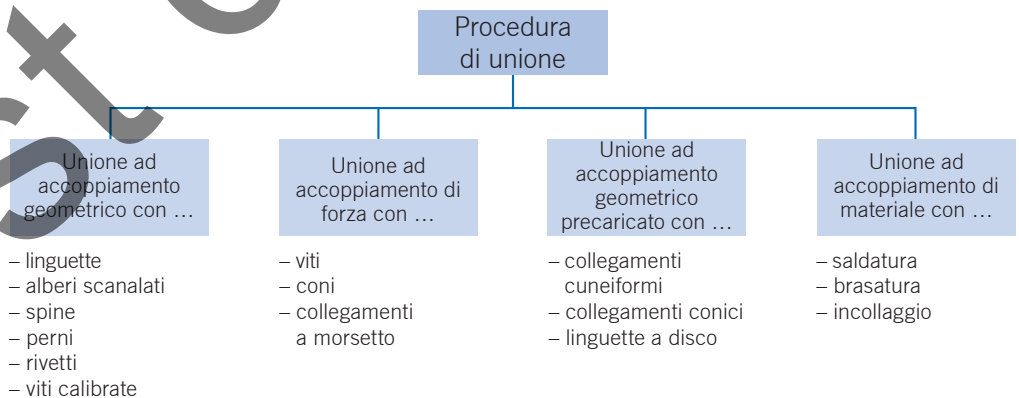 Procedura
di unione
Unione ad
accoppiamento
geometrico con …
– linguette
– alberi scanalati
– spine
– perni
– rivetti
– viti calibrate
Unione ad
accoppiamento di
forza con …
– viti
– coni
– collegamenti
a morsetto
Unione ad
accoppiamento
geometrico
precaricato con …
– collegamenti
cuneiformi
– collegamenti conici
– linguette a disco
Unione ad
accoppiamento di
materiale con …
– saldatura
– brasatura
– incollaggio